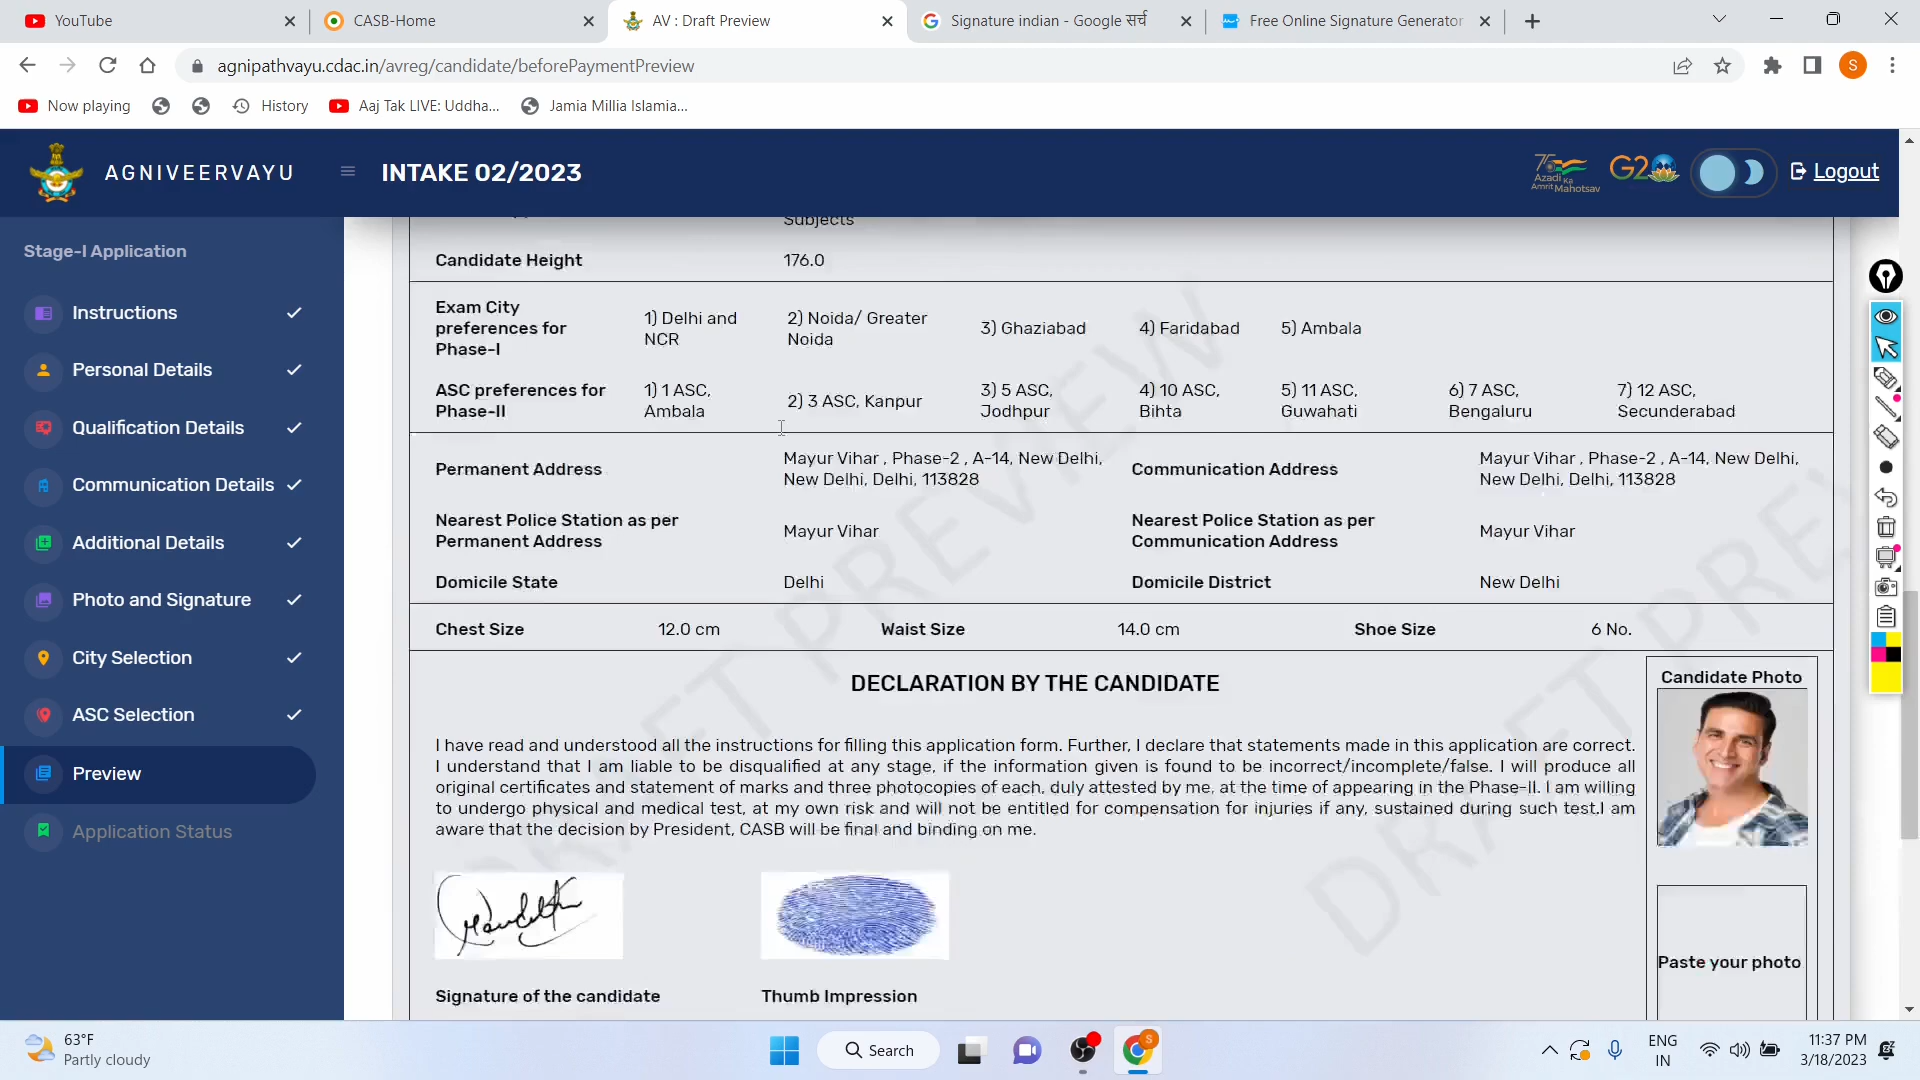 YouTube
CASB-Home
AV : Draft Preview
Signature indian - Google सर्च
Free Online Signature Generator
agnipathvayu.cdac.in/avreg/candidate/beforePaymentPreview
S
Now playing
History
Aaj Tak LIVE: Uddha...
Jamia Millia Islamia...
AGNIVEERVAYU
INTAKE 02/2023
75
Azadi Ka
Amrit Mahotsav
G20
Logout
Stage-I Application
Instructions
Personal Details
Qualification Details
Communication Details
Additional Details
Photo and Signature
City Selection
ASC Selection
Preview
Application Status
Subjects
Candidate Height 176.0
Exam City
preferences for
Phase-I
1) Delhi and
NCR
2) Noida/ Greater
Noida
3) Ghaziabad
4) Faridabad
5) Ambala
ASC preferences for
Phase-II
1) 1 ASC,
Ambala
2) 3 ASC, Kanpur
3) 5 ASC,
Jodhpur
4) 10 ASC,
Bihta
5) 11 ASC,
Guwahati
6) 7 ASC,
Bengaluru
7) 12 ASC,
Secunderabad
Permanent Address
Mayur Vihar , Phase-2 , A-14, New Delhi,
New Delhi, Delhi, 113828
Communication Address
Mayur Vihar , Phase-2 , A-14, New Delhi,
New Delhi, Delhi, 113828
Nearest Police Station as per
Permanent Address
Mayur Vihar
Nearest Police Station as per
Communication Address
Mayur Vihar
Domicile State Delhi
Domicile District New Delhi
Chest Size 12.0 cm Waist Size 14.0 cm Shoe Size 6 No.
DECLARATION BY THE CANDIDATE
I have read and understood all the instructions for filling this application form. Further, I declare that statements made in this application are correct.
I understand that I am liable to be disqualified at any stage, if the information given is found to be incorrect/incomplete/false. I will produce all
original certificates and statement of marks and three photocopies of each, duly attested by me, at the time of appearing in the Phase-II. I am willing
to undergo physical and medical test, at my own risk and will not be entitled for compensation for injuries if any, sustained during such test.I am
aware that the decision by President, CASB will be final and binding on me.
Candidate Photo
Paste your photo
Signature of the candidate
Thumb Impression
DRAFT PREVIEW
DRAFT PREV
63°F
Partly cloudy
Search
S
ENG
IN
11:37 PM
3/18/2023